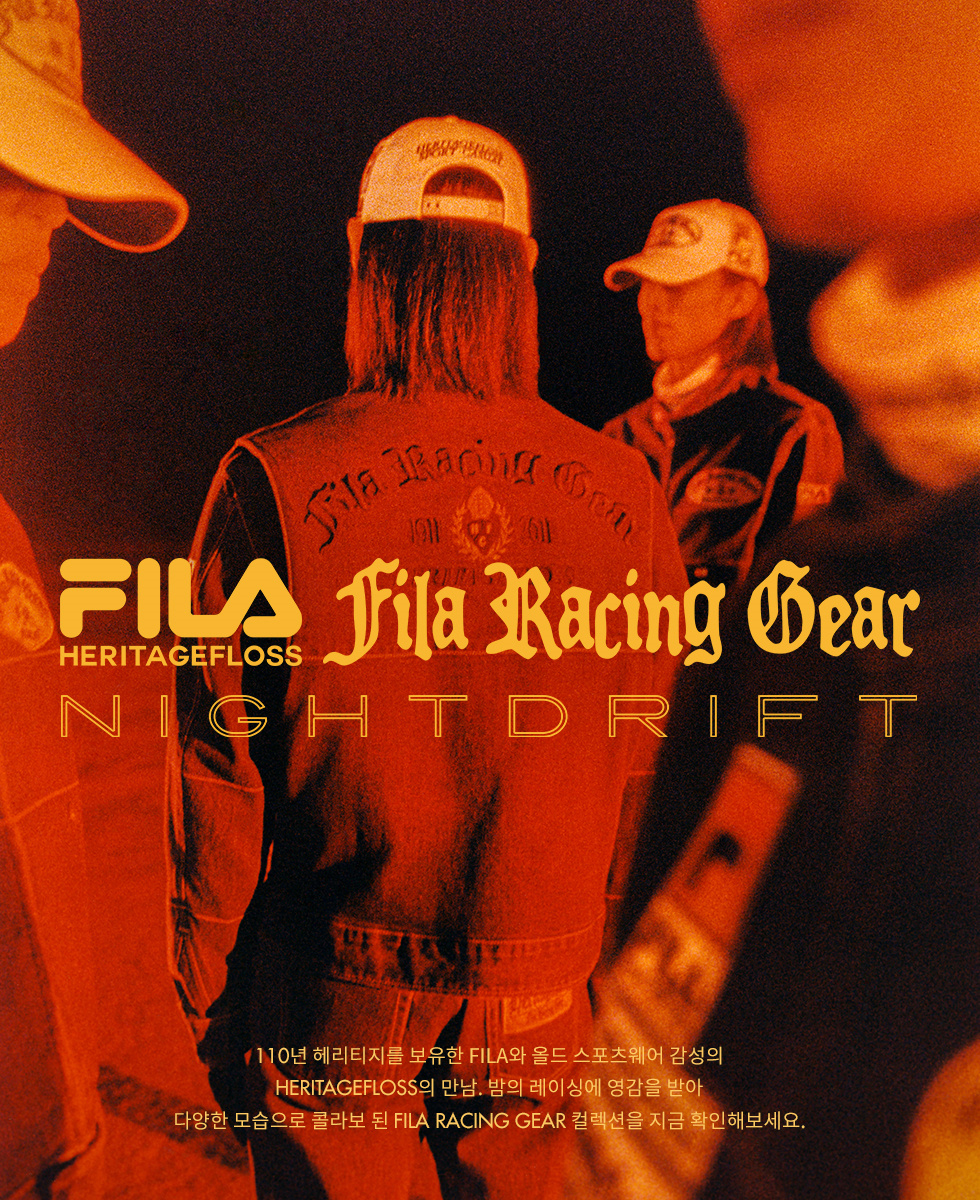 Fila Racing Gear
1911
FILA
HERITAGEFLOSS
Fila Racing Gear
NIGHTDRIFT
110년 헤리티지를 보유한 FILA와 올드 스포츠웨어 감성의
HERITAGEFLOSS의 만남. 밤의 레이싱에 영감을 받아
다양한 모습으로 콜라보 된 FILA RACING GEAR 컬렉션을 지금 확인해보세요.